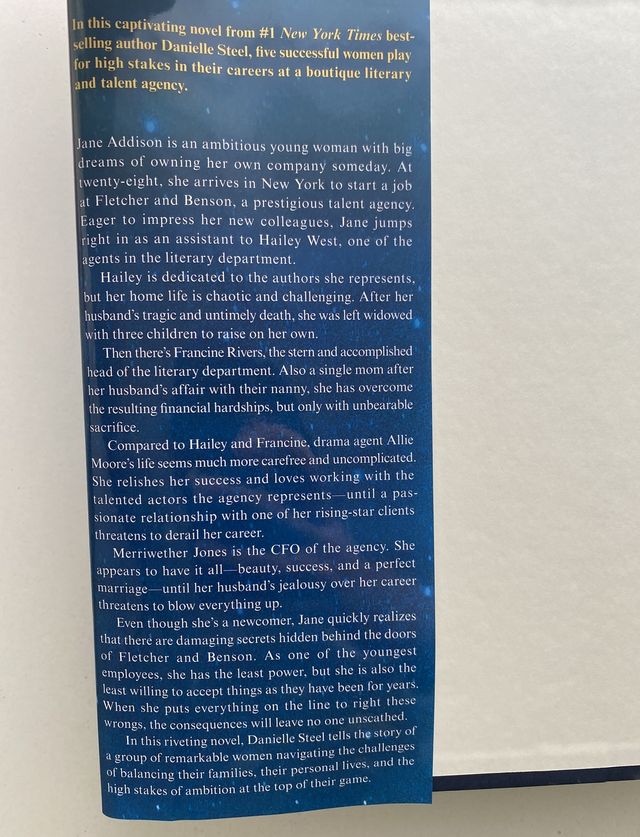 In this captivating novel from #1 New York Times best-
selling author Danielle Steel, five successful women play
for high stakes in their careers at a boutique literary
and talent agency.
Jane Addison is an ambitious young woman with big
dreams of owning her own company someday. At
twenty-eight, she arrives in New York to start a job
at Fletcher and Benson, a prestigious talent agency.
Eager to impress her new colleagues, Jane jumps
right in as an assistant to Hailey West, one of the
agents in the literary department.
Hailey is dedicated to the authors she represents,
but her home life is chaotic and challenging. After her
husband's tragic and untimely death, she was left widowed
with three children to raise on her own.
Then there's Francine Rivers, the stern and accomplished
head of the literary department. Also a single mom after
her husband's affair with their nanny, she has overcome
the resulting financial hardships, but only with unbearable
sacrifice.
Compared to Hailey and Francine, drama agent Allie
Moore's life seems much more carefree and uncomplicated.
She relishes her success and loves working with the
talented actors the agency represents—until a pas-
sionate relationship with one of her rising-star clients
threatens to derail her career.
Merriwether Jones is the CFO of the agency. She
appears to have it all—beauty, success, and a perfect
marriage—until her husband's jealousy over her career
threatens to blow everything up.
Even though she's a newcomer, Jane quickly realizes
that there are damaging secrets hidden behind the doors
of Fletcher and Benson. As one of the youngest
employees, she has the least power, but she is also the
least willing to accept things as they have been for years.
When she puts everything on the line to right these
wrongs, the consequences will leave no one unscathed.
In this riveting novel, Danielle Steel tells the story of
a group of remarkable women navigating the challenges
of balancing their families, their personal lives, and the
high stakes of ambition at the top of their game.